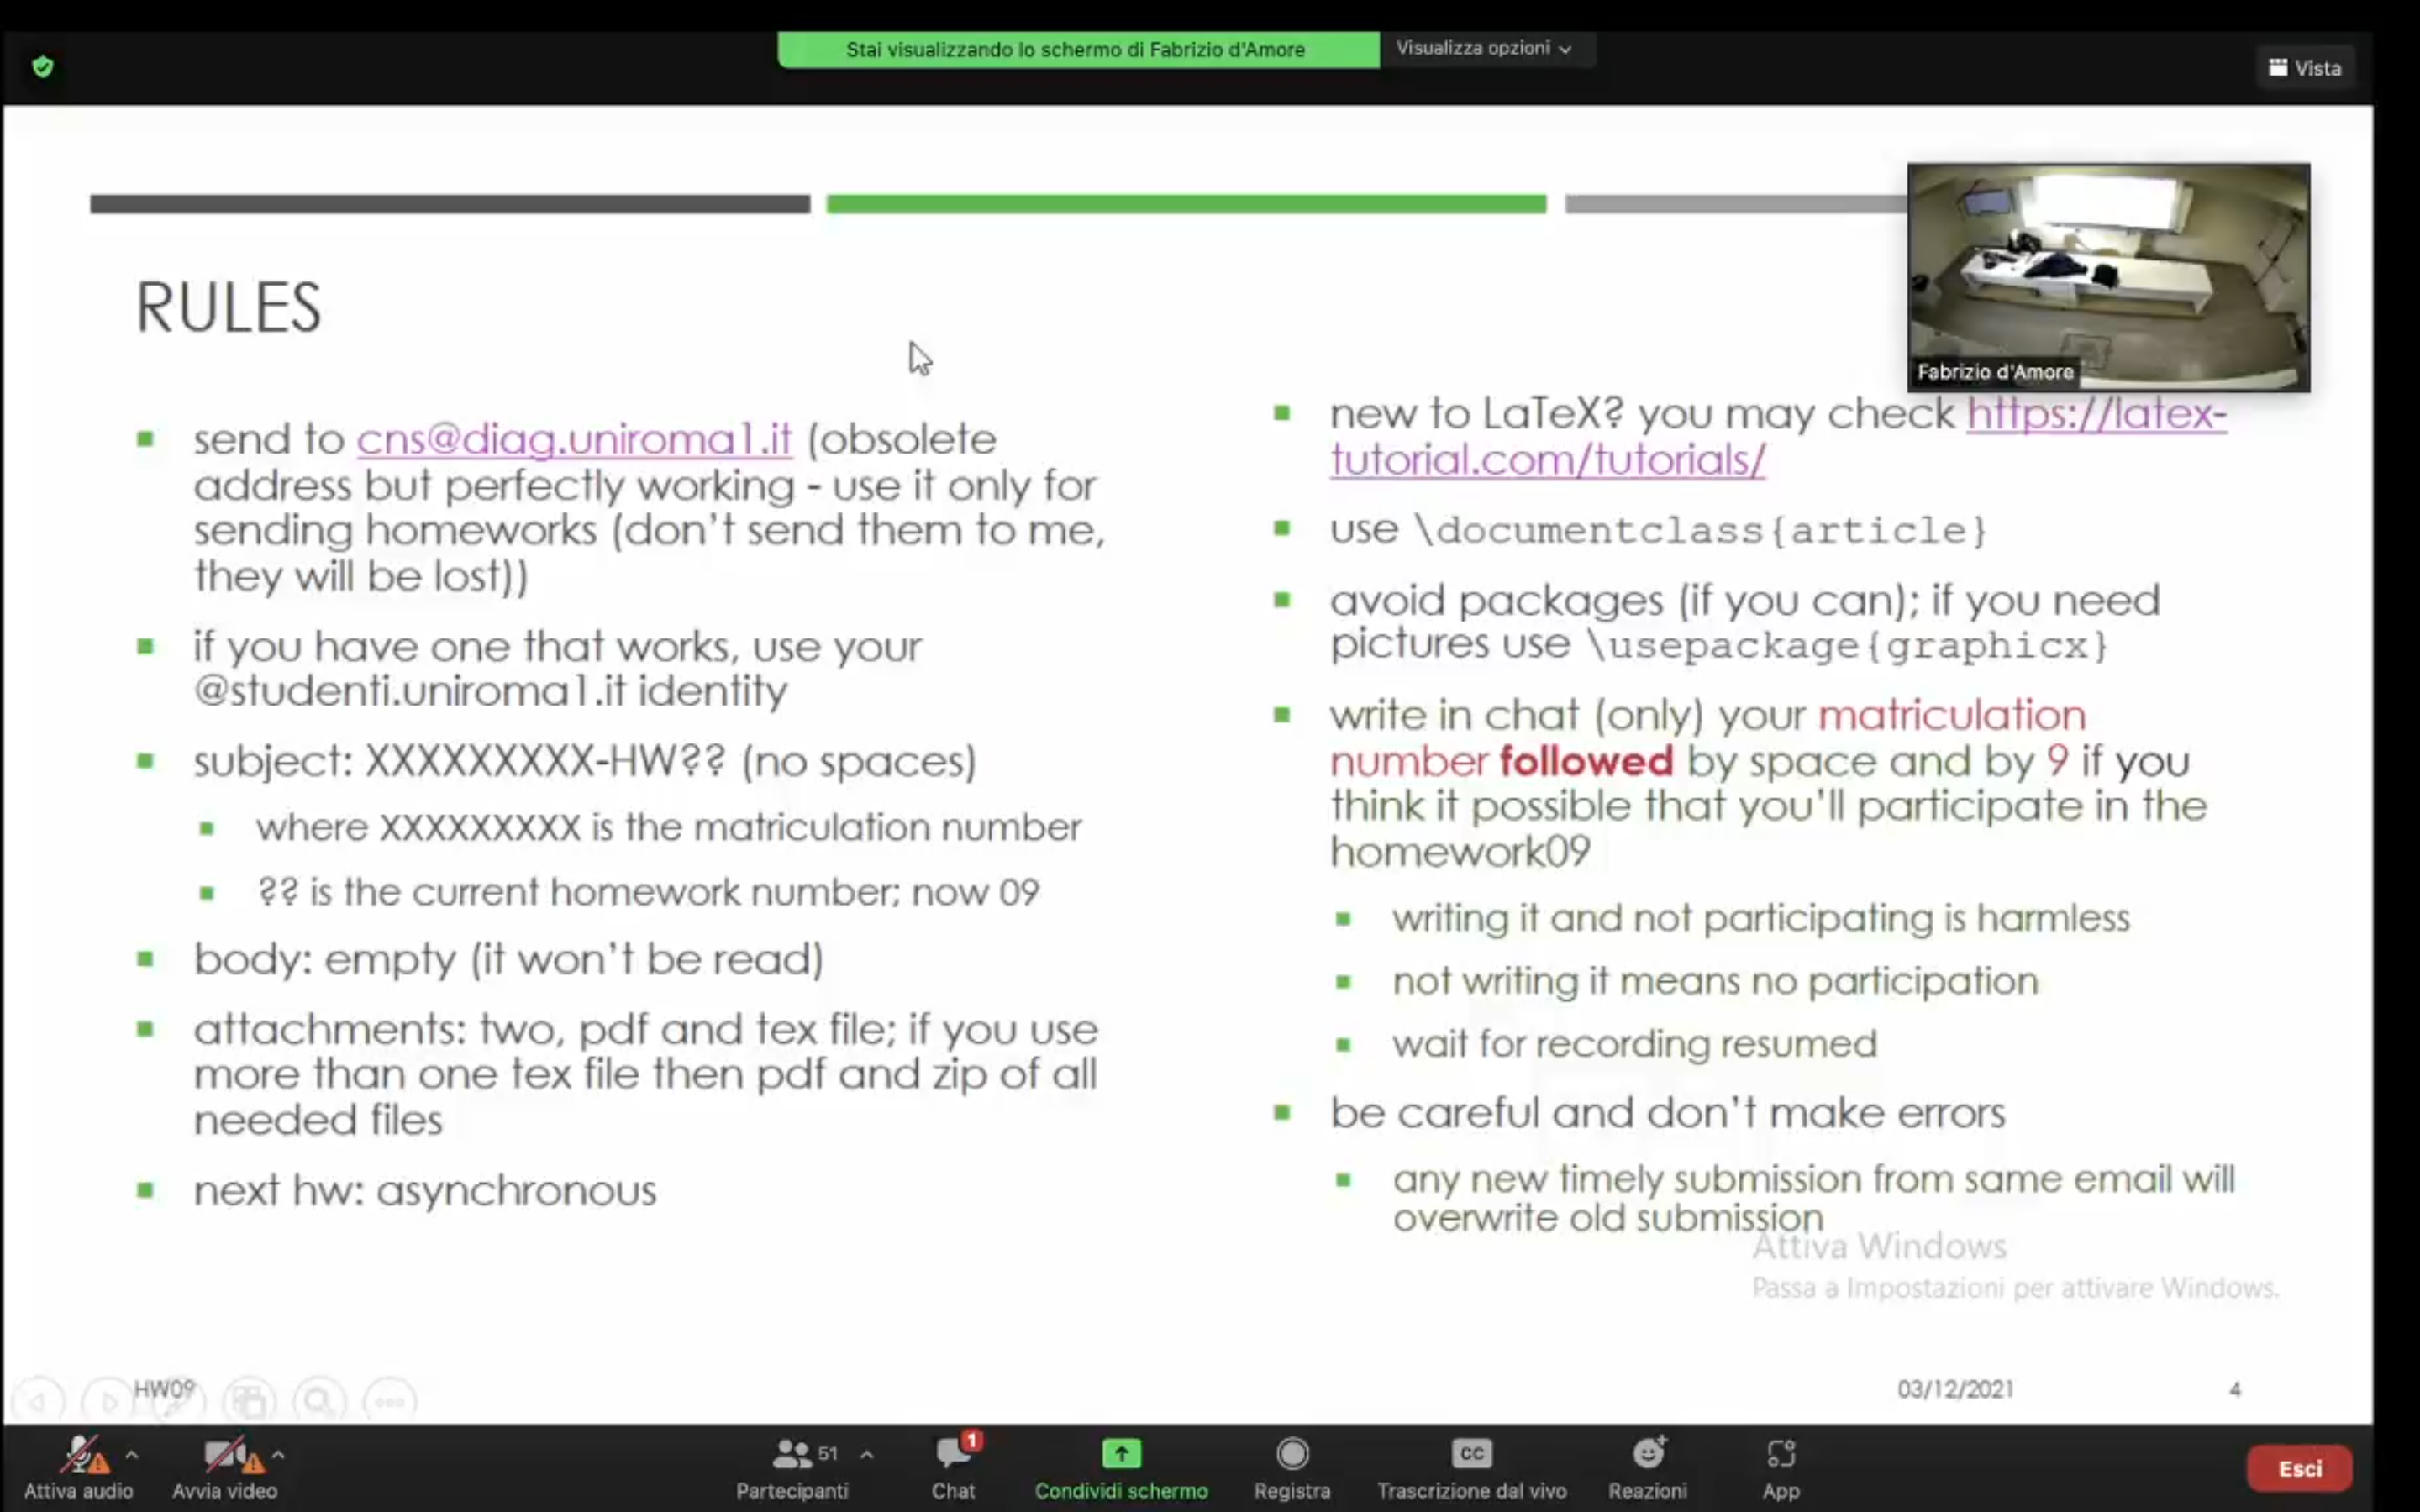 Stai visualizzando lo schermo di Fabrizio d'Amore
Visualizza opzioni
Vista
Fabrizio d'Amore
RULES
send to cns@diag.uniroma1.it (obsolete
address but perfectly working - use it only for
sending homeworks (don't send them to me,
they will be lost))
if you have one that works, use your
@studenti.uniroma1.it identity
subject: XXXXXXXXX-HW?? (no spaces)
where XXXXXXXXX is the matriculation number
?? is the current homework number; now 09
body: empty (it won't be read)
attachments: two, pdf and tex file; if you use
more than one tex file then pdf and zip of all
needed files
next hw: asynchronous
new to LaTeX? you may check https://latex-
tutorial.com/tutorials/
use \documentclass{article}
avoid packages (if you can); if you need
pictures use \usepackage{graphicx}
write in chat (only) your matriculation
number followed by space and by 9 if you
think it possible that you'll participate in the
homework09
writing it and not participating is harmless
not writing it means no participation
wait for recording resumed
be careful and don't make errors
any new timely submission from same email will
overwrite old submission
Attiva Windows
Passa a Impostazioni per attivare Windows.
HW09
03/12/2021
4
Attiva audio
Avvia video
51
Partecipanti
1
Chat
Condividi schermo
Registra
CC
Trascrizione dal vivo
Reazioni
App
Esci